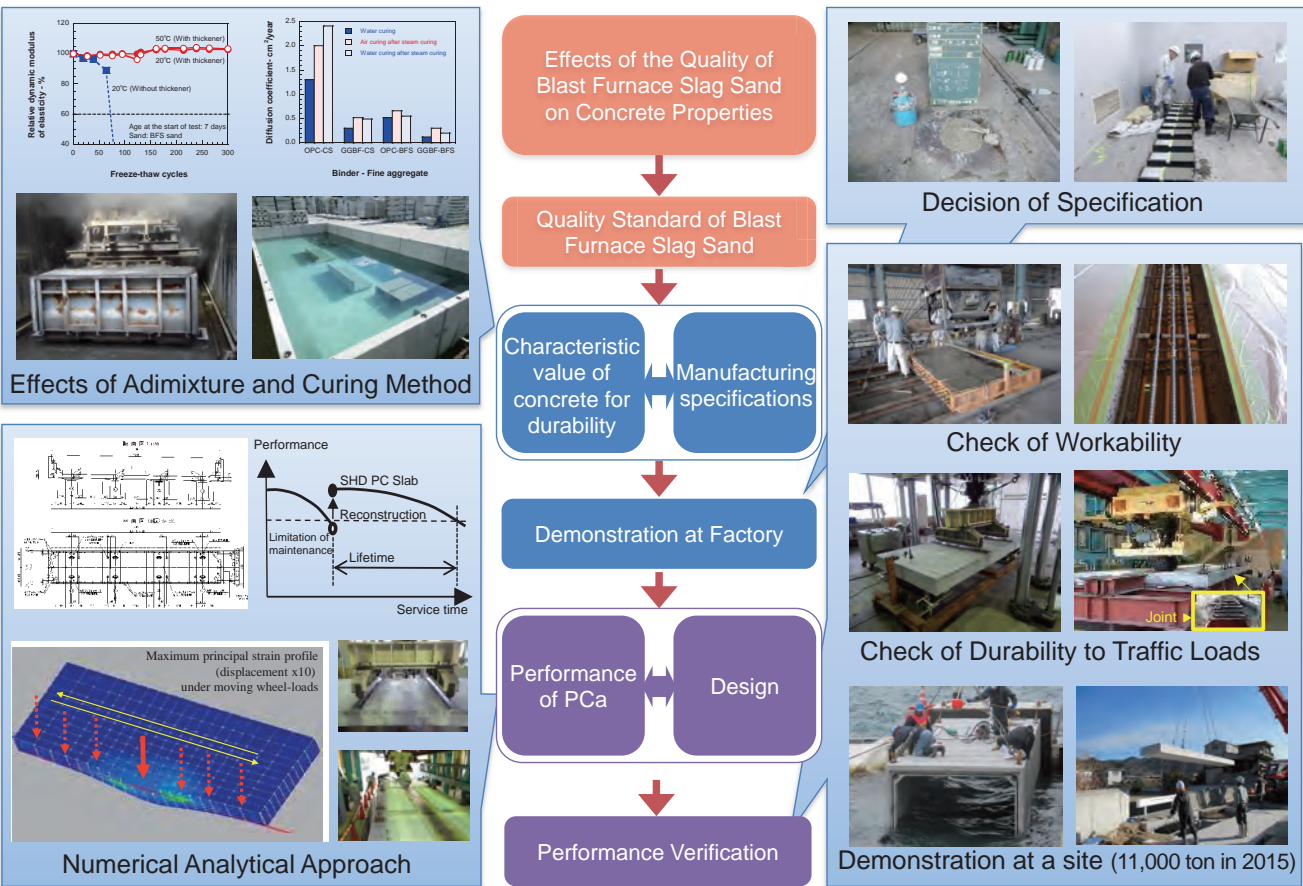 120
100
80
60
40
0
50
100
150
200
250
300
Relative dynamic modulus
of elasticity - %
Freeze-thaw cycles
50°C (With thickener)
20°C (With thickener)
20°C (Without thickener)
Age at the start of test: 7 days
Sand: BFS sand
2.5
2.0
1.5
1.0
0.5
0.0
Diffusion coefficient- cm²/year
Water curing
Air curing after steam curing
Water curing after steam curing
OPC-CS
GGBF-CS
OPC-BFS
GGBF-BFS
Binder - Fine aggregate
Effects of Adimixture and Curing Method
Performance
SHD PC Slab
Reconstruction
Limitation of
maintenance
Lifetime
Service time
Maximum principal strain profile
(displacement x10)
under moving wheel-loads
Numerical Analytical Approach
Effects of the Quality of
Blast Furnace Slag Sand
on Concrete Properties
Quality Standard of Blast
Furnace Slag Sand
Characteristic
value of
concrete for
durability
Manufacturing
specifications
Demonstration at Factory
Performance
of PCa
Design
Performance Verification
Decision of Specification
Check of Workability
Joint
Check of Durability to Traffic Loads
Demonstration at a site (11,000 ton in 2015)